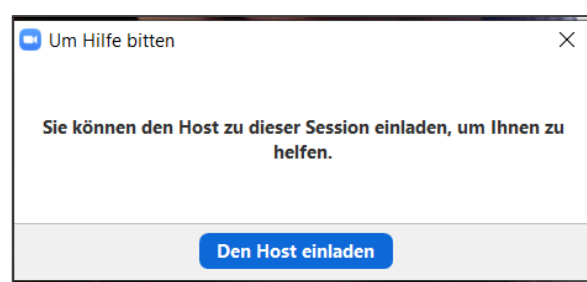 Um Hilfe bitten
Sie können den Host zu dieser Session einladen, um Ihnen zu
helfen.
Den Host einladen